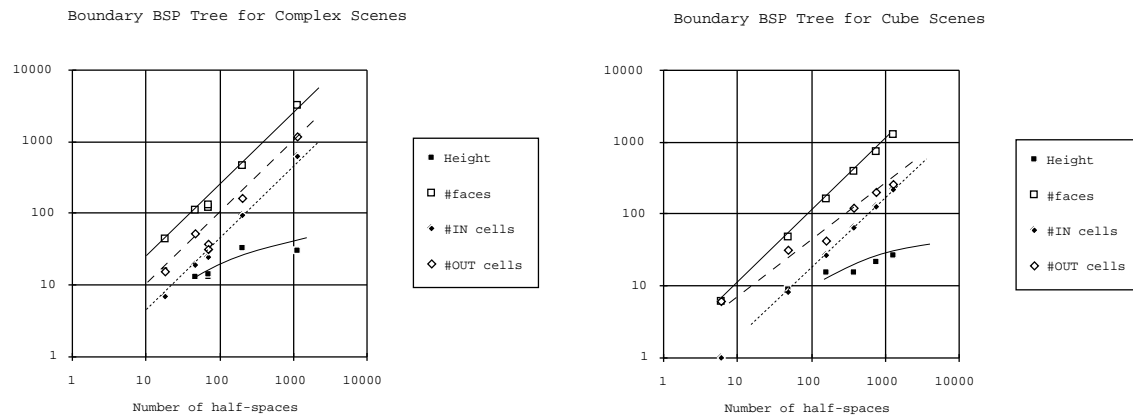 Boundary BSP Tree for Complex Scenes
10000
1000
100
10
1
1
10
100
1000
10000
Number of half-spaces
Height
#faces
#IN cells
#OUT cells
Boundary BSP Tree for Cube Scenes
10000
1000
100
10
1
1
10
100
1000
10000
Number of half-spaces
Height
#faces
#IN cells
#OUT cells